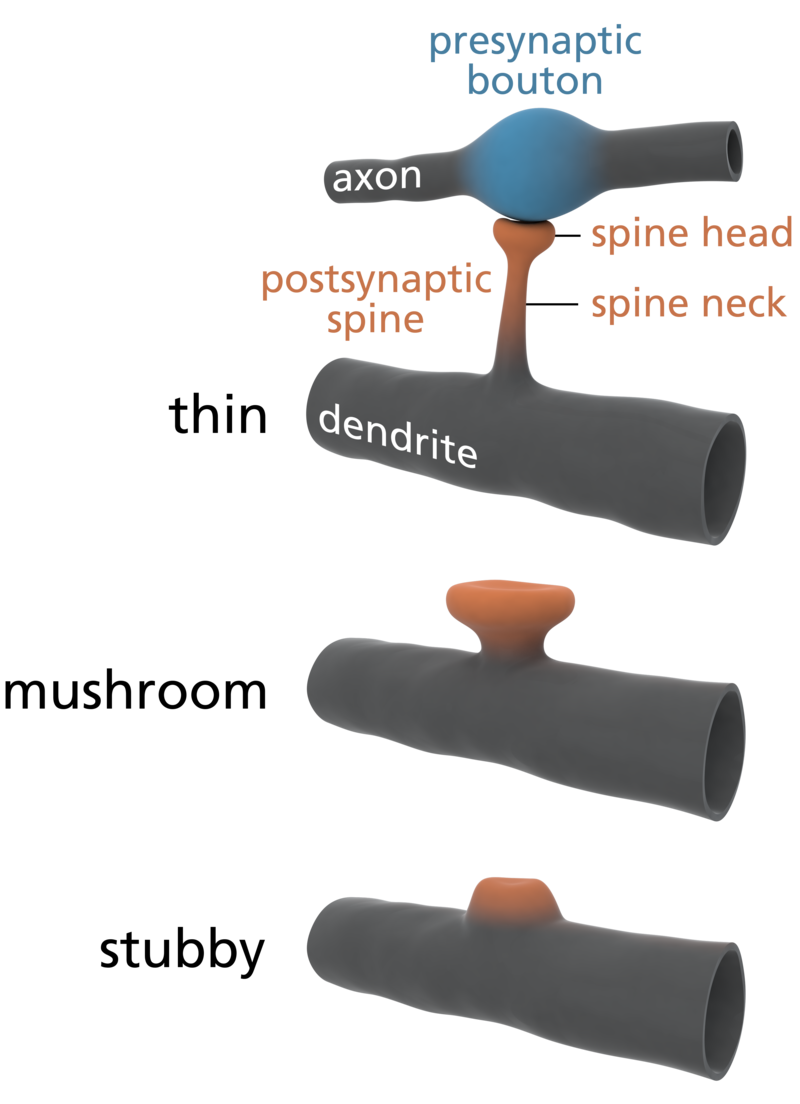 presynaptic
bouton
axon
spine head
postsynaptic
spine
spine neck
thin
dendrite
mushroom
stubby